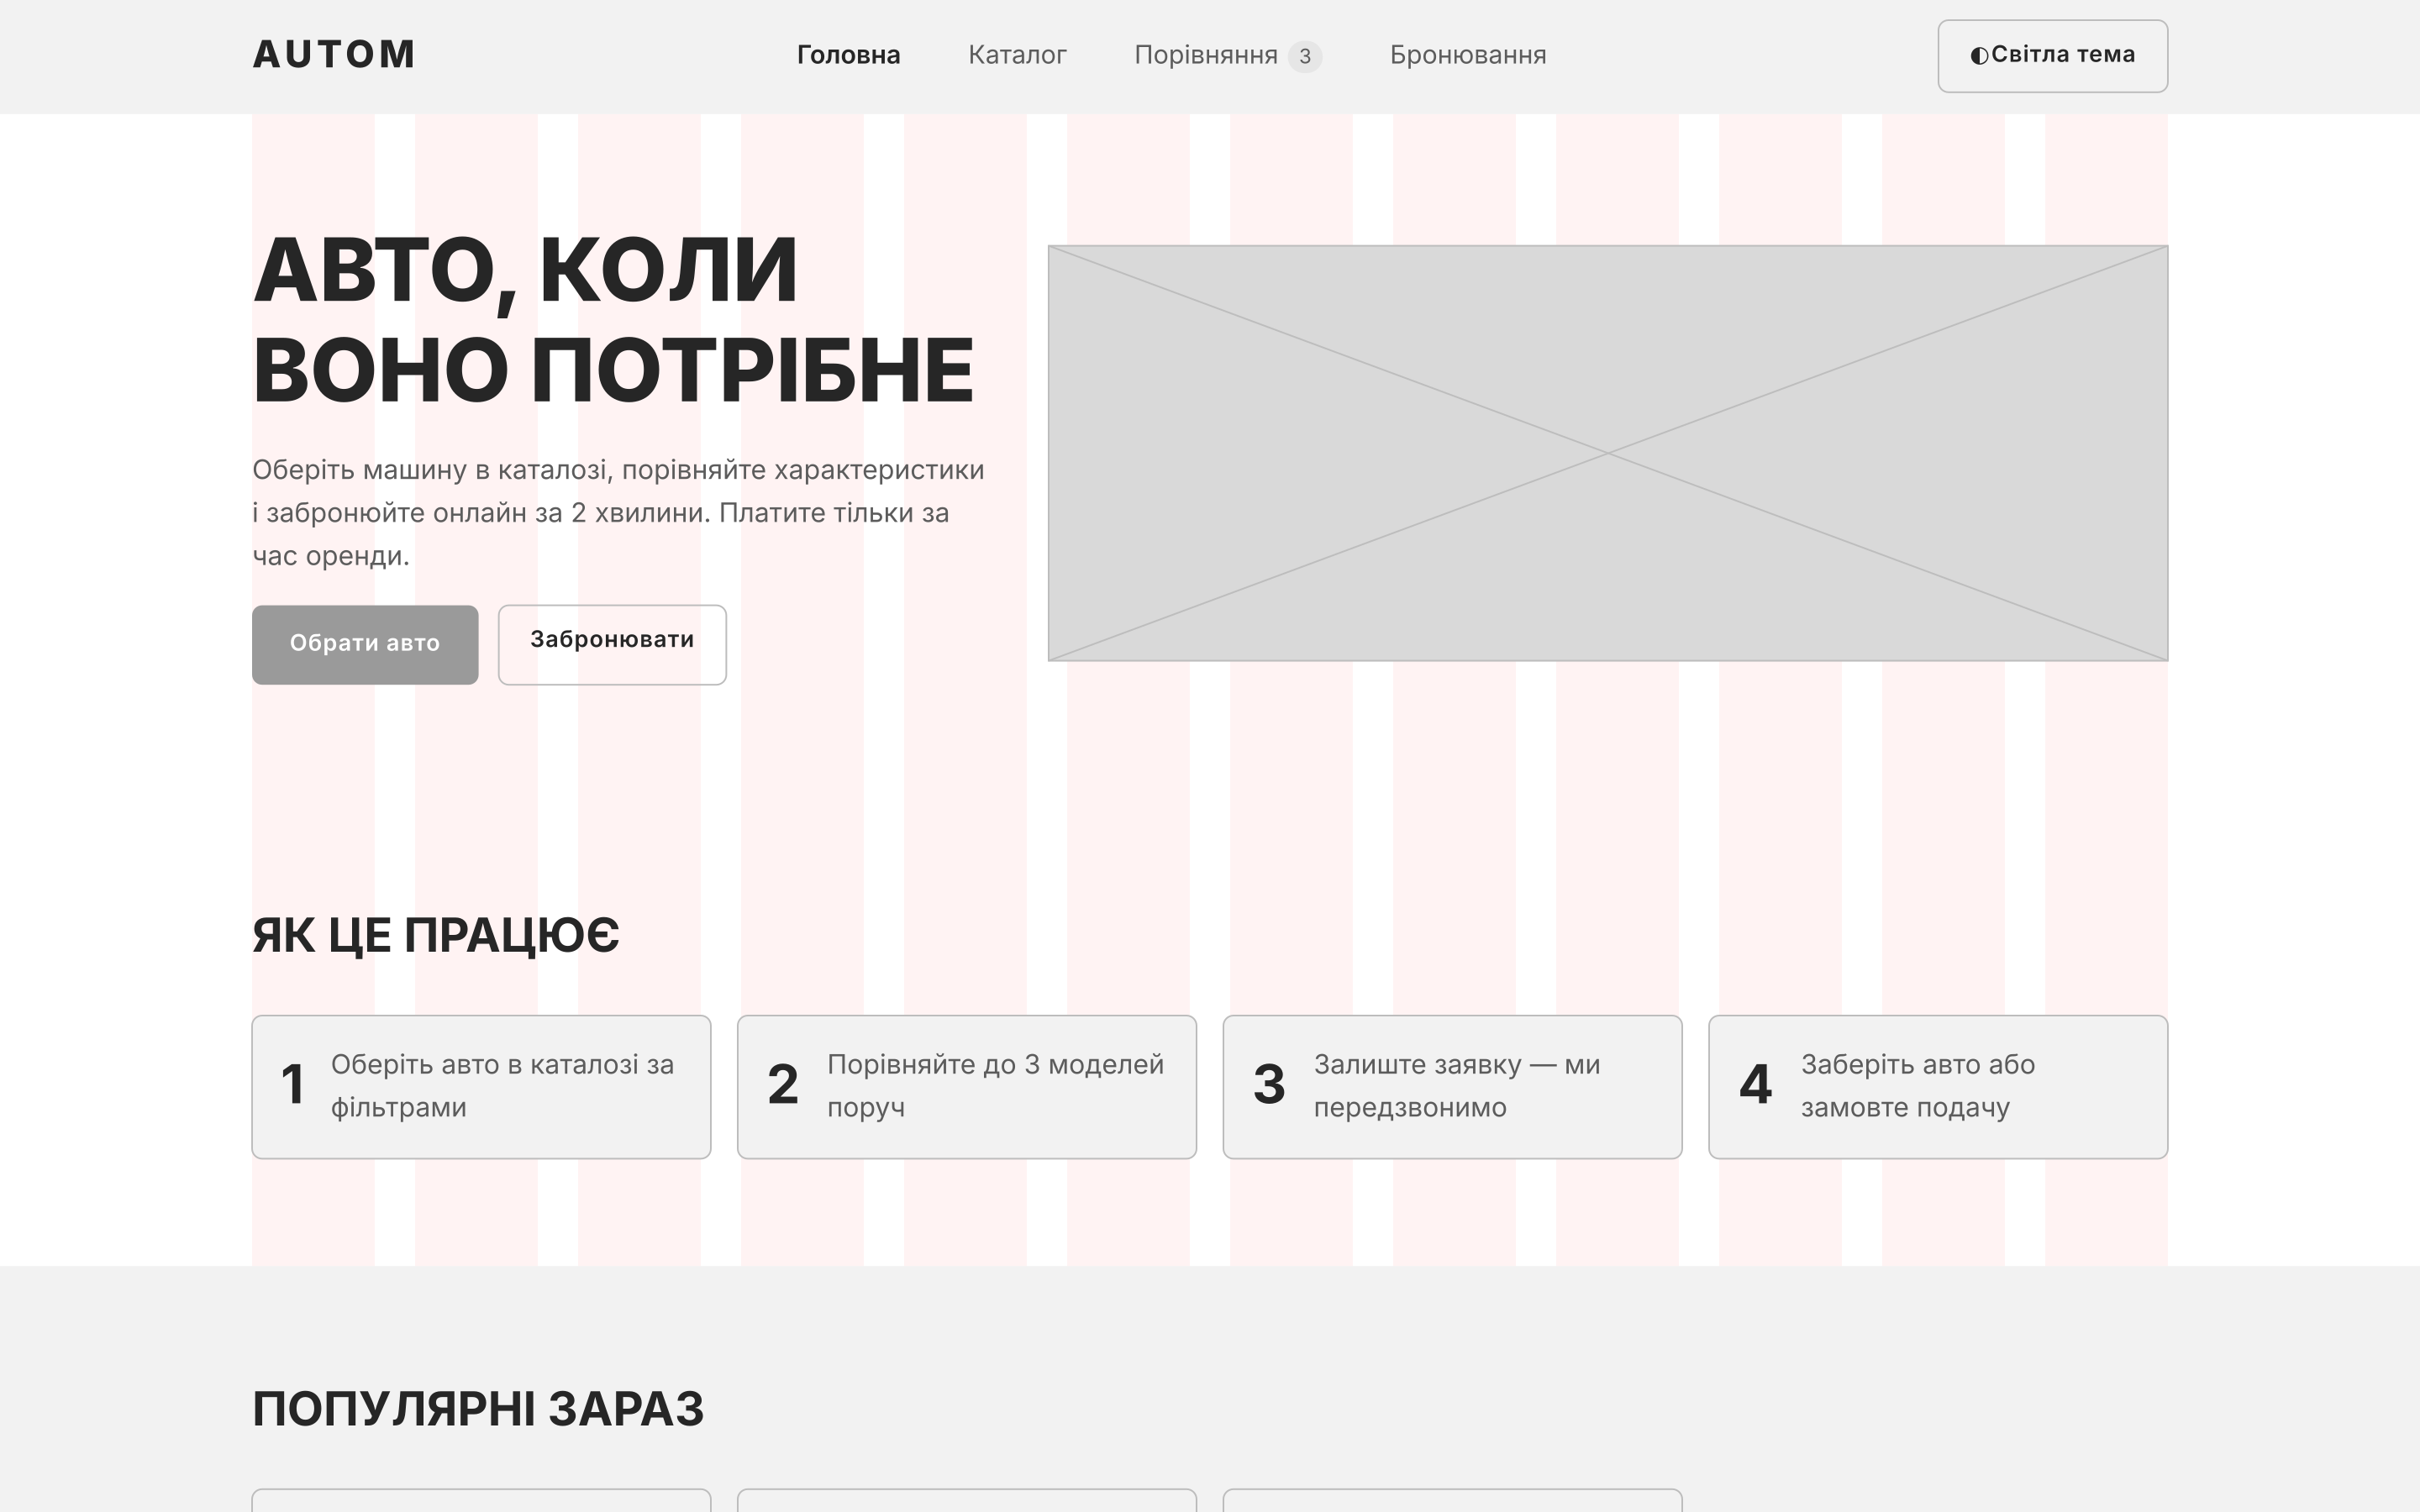 AUTOM
Головна
Каталог
Порівняння 3
Бронювання
◐Світла тема
АВТО, КОЛИ
ВОНО ПОТРІБНЕ
Оберіть машину в каталозі, порівняйте характеристики
і забронюйте онлайн за 2 хвилини. Платите тільки за
час оренди.
Обрати авто
Забронювати
ЯК ЦЕ ПРАЦЮЄ
1
Оберіть авто в каталозі за
фільтрами
2
Порівняйте до 3 моделей
поруч
3
Залиште заявку — ми
передзвонимо
4
Заберіть авто або
замовте подачу
ПОПУЛЯРНІ ЗАРАЗ